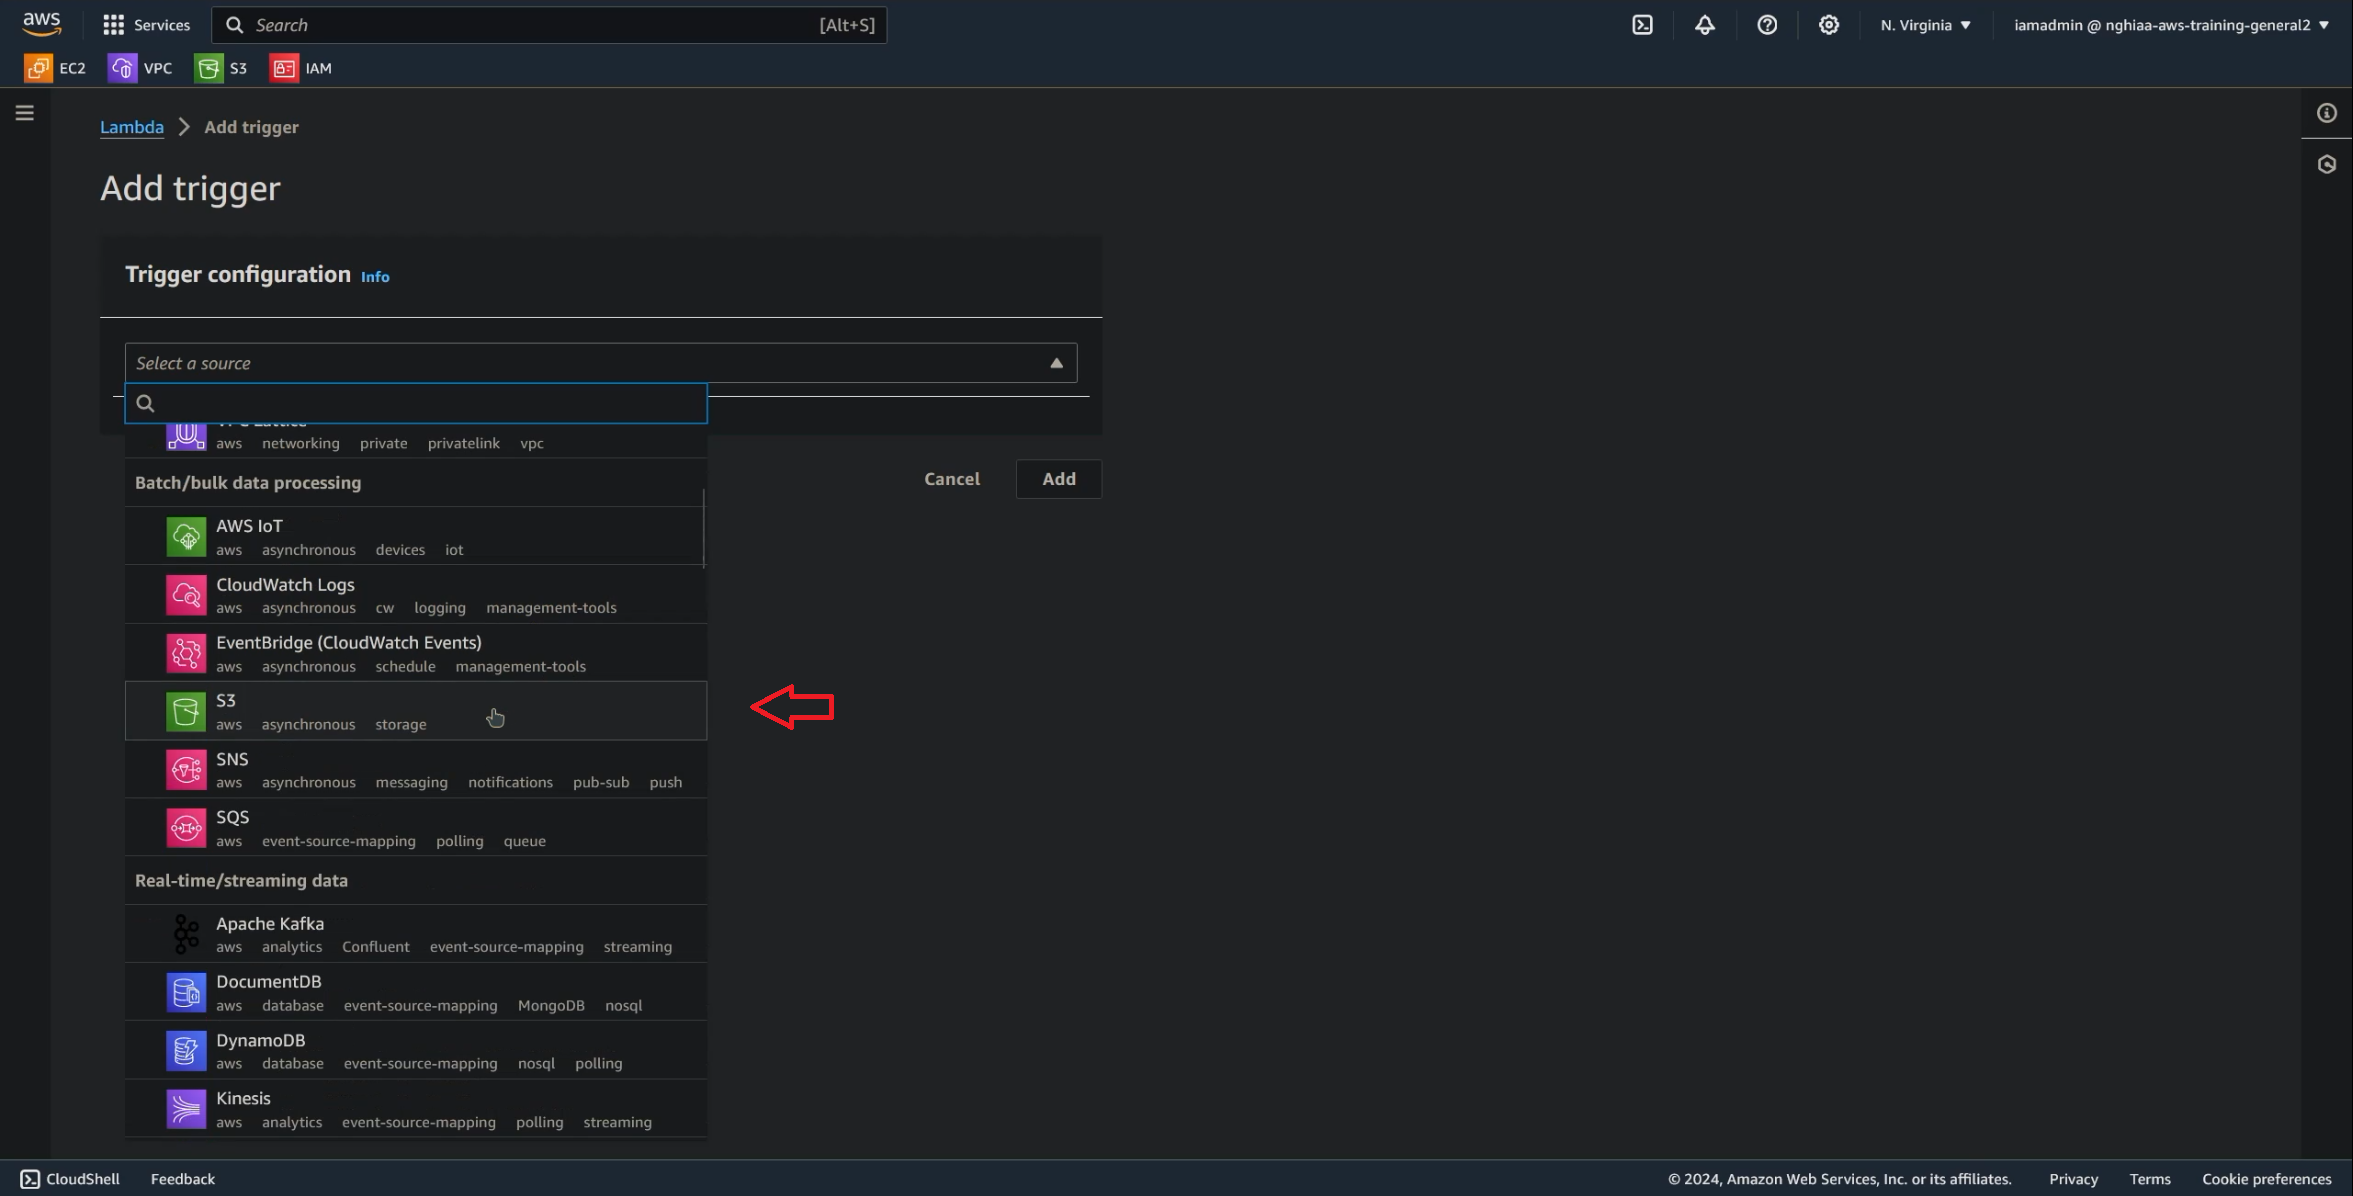 aws Services Search [Alt+S] N. Virginia ▼ iamadmin @ nghiaa-aws-training-general2 ▼
EC2 VPC S3 IAM
Lambda > Add trigger
Add trigger
Trigger configuration Info
Select a source
VPC Lattice
aws networking private privatelink vpc
Batch/bulk data processing
Cancel Add
AWS IoT
aws asynchronous devices iot
CloudWatch Logs
aws asynchronous cw logging management-tools
EventBridge (CloudWatch Events)
aws asynchronous schedule management-tools
S3
aws asynchronous storage
SNS
aws asynchronous messaging notifications pub-sub push
SQS
aws event-source-mapping polling queue
Real-time/streaming data
Apache Kafka
aws analytics Confluent event-source-mapping streaming
DocumentDB
aws database event-source-mapping MongoDB nosql
DynamoDB
aws database event-source-mapping nosql polling
Kinesis
aws analytics event-source-mapping polling streaming
CloudShell Feedback © 2024, Amazon Web Services, Inc. or its affiliates. Privacy Terms Cookie preferences